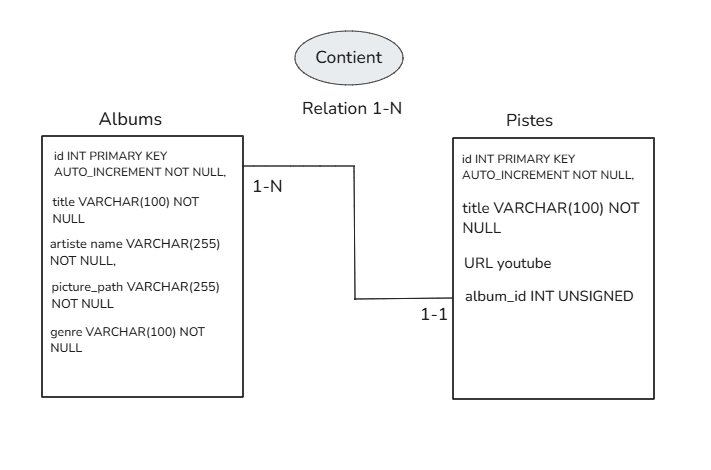 Contient
Relation 1-N
Albums
id INT PRIMARY KEY
AUTO_INCREMENT NOT NULL,
title VARCHAR(100) NOT
NULL
artiste name VARCHAR(255)
NOT NULL,
picture_path VARCHAR(255)
NOT NULL
genre VARCHAR(100) NOT
NULL
1-N
1-1
Pistes
id INT PRIMARY KEY
AUTO_INCREMENT NOT NULL,
title VARCHAR(100) NOT
NULL
URL youtube
album_id INT UNSIGNED